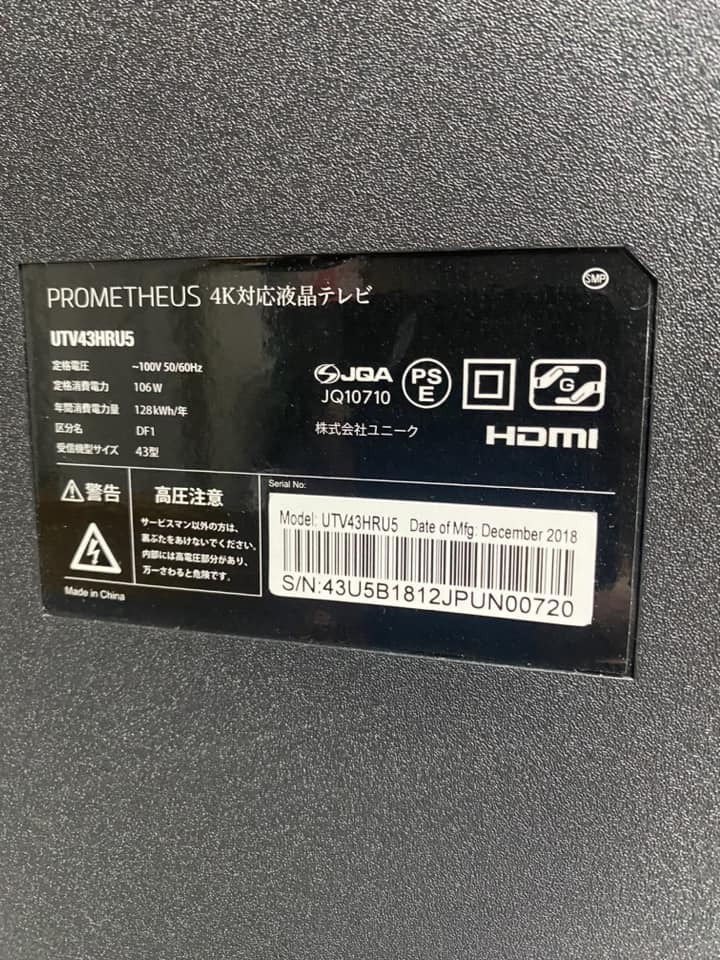 SMP
PROMETHEUS 4K対応液晶テレビ
UTV43HRU5
定格電圧 ~100V 50/60Hz
定格消費電力 106W
年間消費電力量 128kWh/年
区分名 DF1
受信機型サイズ 43型
JQA
JQ10710
PS
E
G
株式会社ユニーク
HDMI
警告
高圧注意
サービスマン以外の方は、
裏ぶたをあけないでください。
内部には高電圧部分があり、
万一さわると危険です。
Made in China
Serial No:
Model: UTV43HRU5 Date of Mfg: December 2018
S/N:43U5B1812JPUN00720